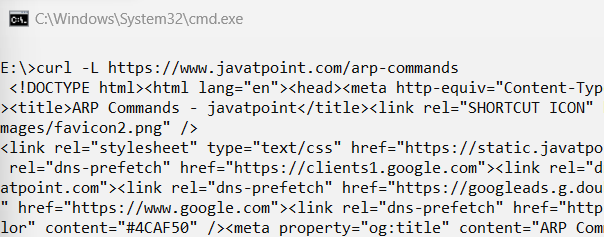 C:\Windows\System32\cmd.exe
E:\>curl -L https://www.javatpoint.com/arp-commands
<!DOCTYPE html><html lang="en"><head><meta http-equiv="Content-Typ
><title>ARP Commands - javatpoint</title><link rel="SHORTCUT ICON"
mages/favicon2.png" />
<link rel="stylesheet" type="text/css" href="https://static.javatpo
rel="dns-prefetch" href="https://clients1.google.com"><link rel="d
atpoint.com"><link rel="dns-prefetch" href="https://googleads.g.dou
" href="https://www.google.com"><link rel="dns-prefetch" href="http
lor" content="#4CAF50" /><meta property="og:title" content="ARP Com